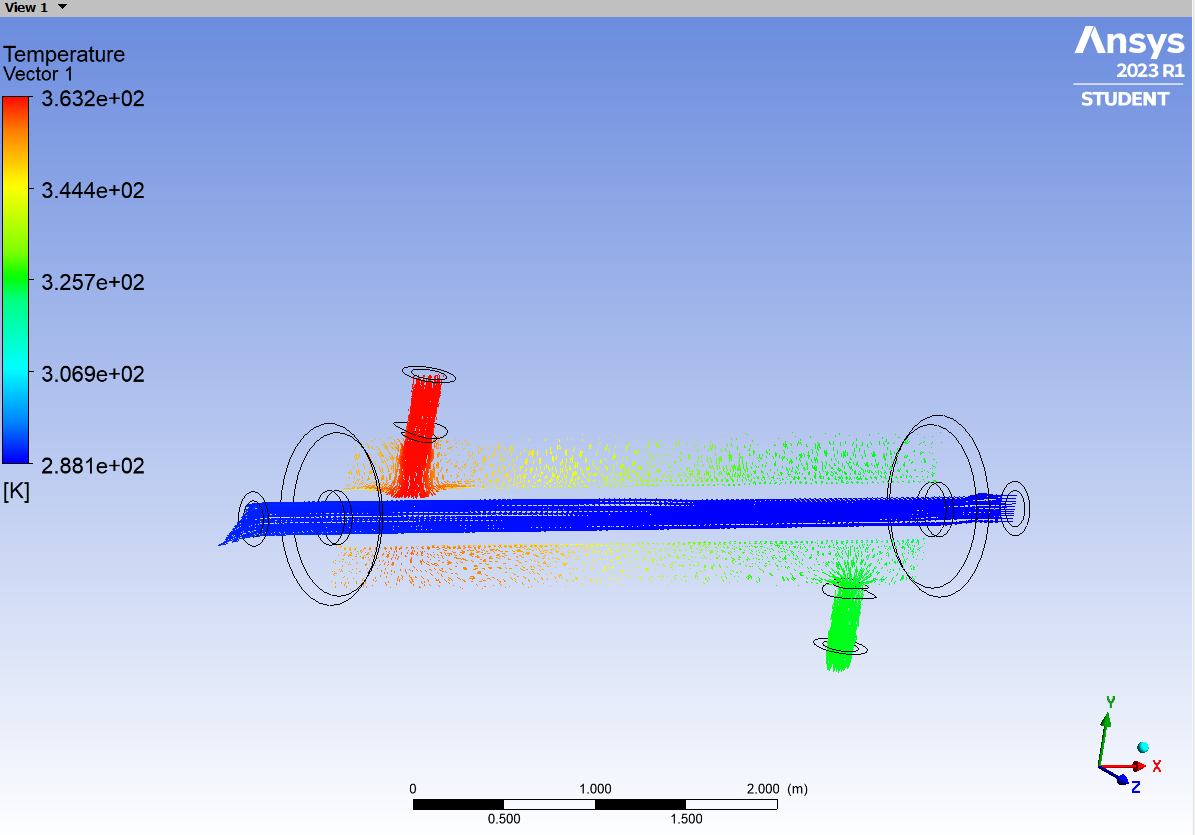 View 1
Temperature
Vector 1
3.632e+02
3.444e+02
3.257e+02
3.069e+02
2.881e+02
[K]
Ansys
2023 R1
STUDENT
Y
X
Z
0 1.000 2.000 (m)
0.500 1.500